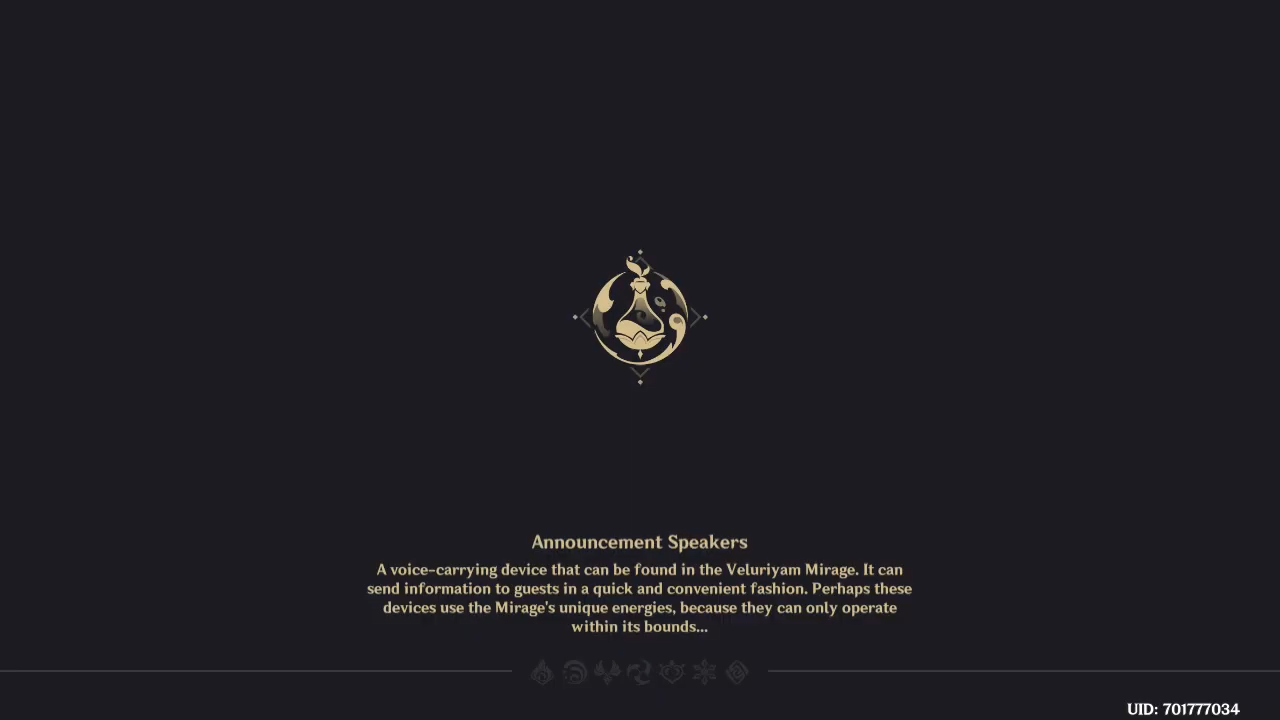 Announcement Speakers
A voice-carrying device that can be found in the Veluriyam Mirage. It can
send information to guests in a quick and convenient fashion. Perhaps these
devices use the Mirage's unique energies, because they can only operate
within its bounds...
UID: 701777034